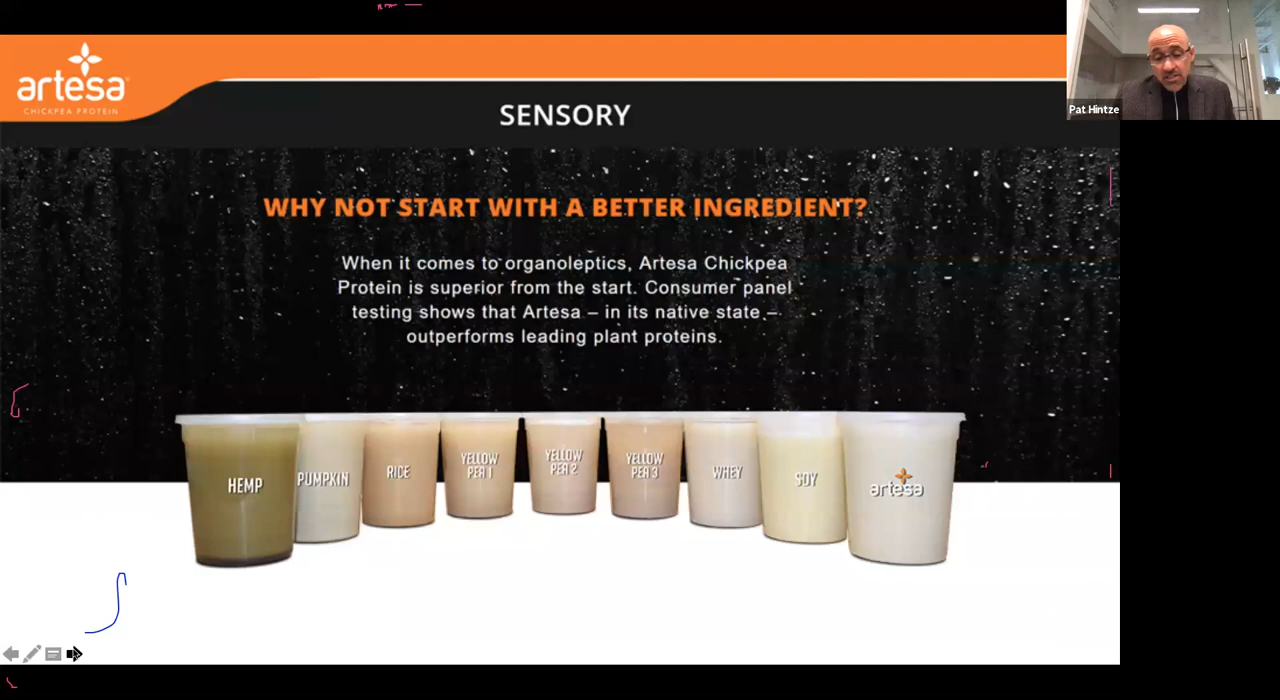 artesa
CHICKPEA PROTEIN
SENSORY
Pat Hintze
WHY NOT START WITH A BETTER INGREDIENT?
When it comes to organoleptics, Artesa Chickpea
Protein is superior from the start. Consumer panel
testing shows that Artesa – in its native state –
outperforms leading plant proteins.
HEMP
PUMPKIN
RICE
YELLOW
PEA 1
YELLOW
PEA 2
YELLOW
PEA 3
WHEY
SOY
artesa